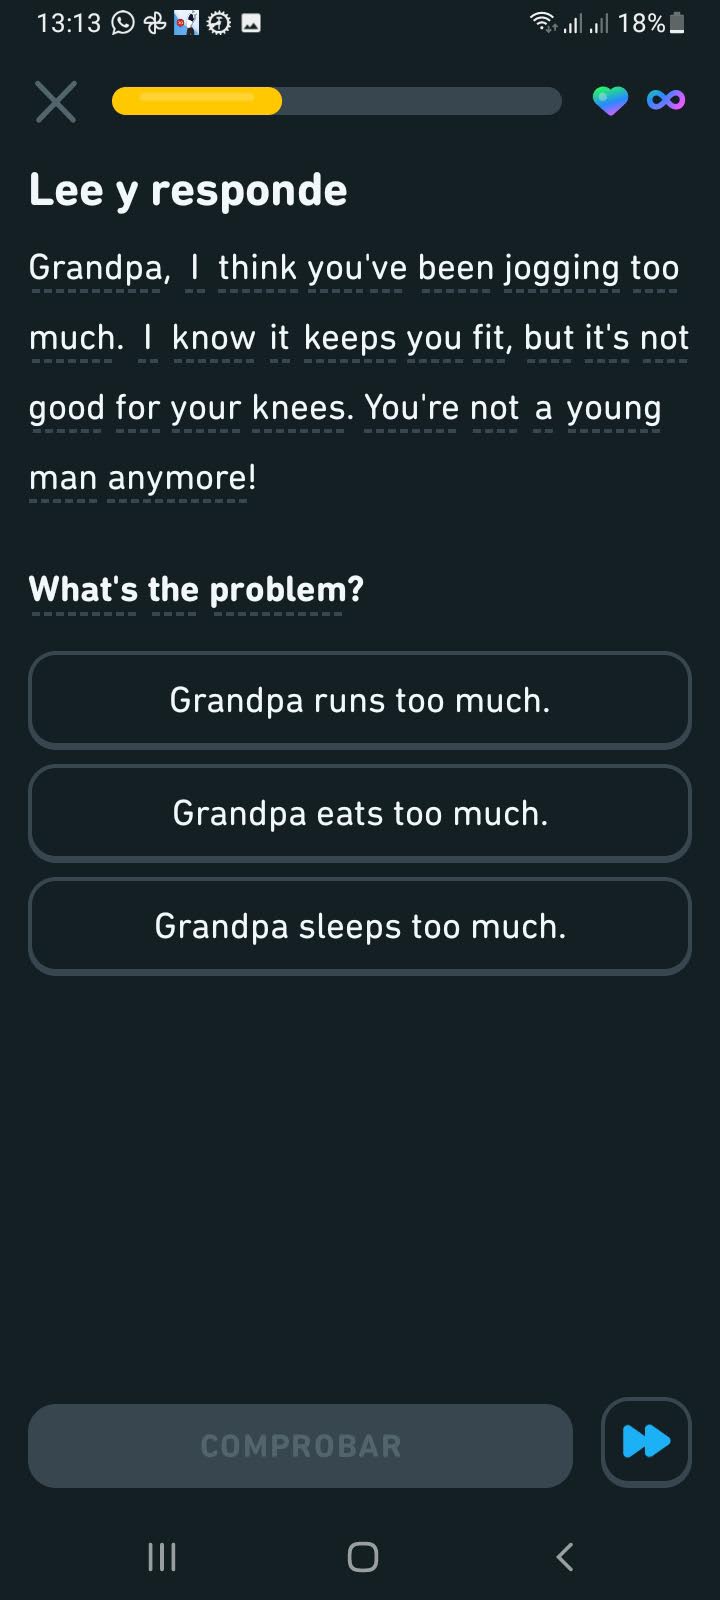 13:13
18%
Lee y responde
Grandpa, I think you've been jogging too
much. I know it keeps you fit, but it's not
good for your knees. You're not a young
man anymore!
What's the problem?
Grandpa runs too much.
Grandpa eats too much.
Grandpa sleeps too much.
COMPROBAR